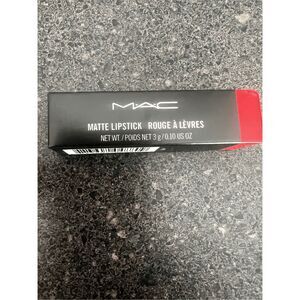 MAC
MATTE LIPSTICK ROUGE À LÈVRES
NET WT. / POIDS NET 3 g / 0.10 US OZ